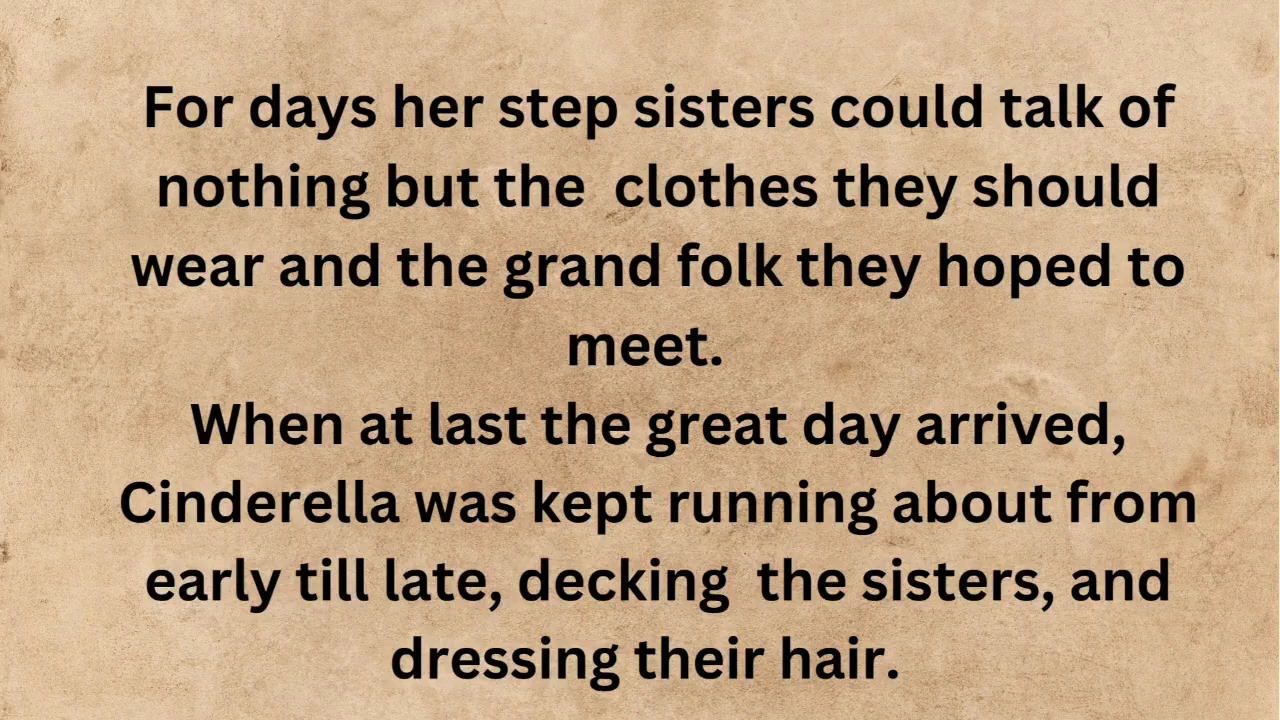 For days her step sisters could talk of
nothing but the  clothes they should
wear and the grand folk they hoped to
meet.
When at last the great day arrived,
Cinderella was kept running about from
early till late, decking  the sisters, and
dressing their hair.